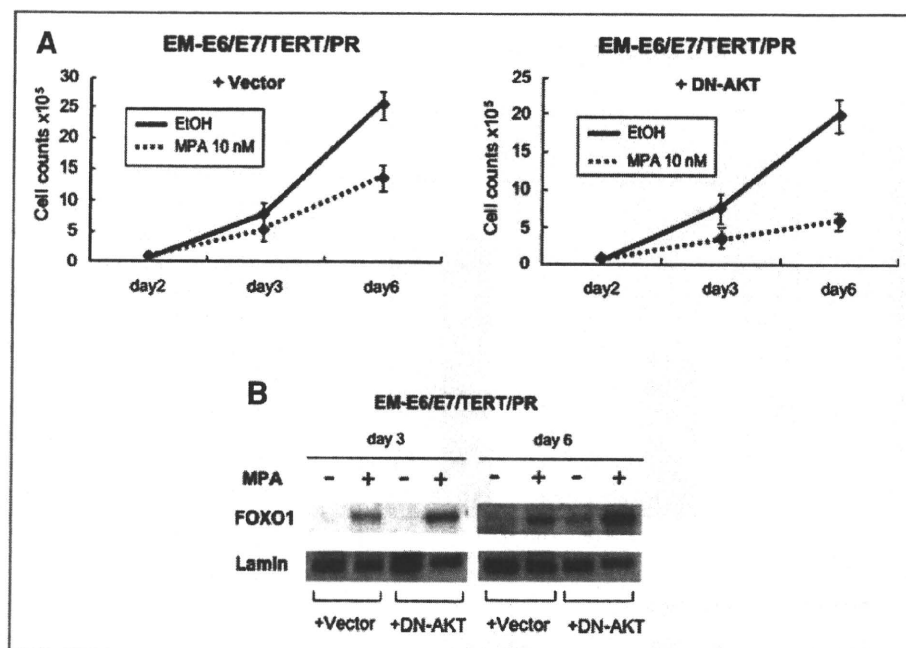 A
EM-E6/E7/TERT/PR
+ Vector
Cell counts x10⁵
30
25
20
15
10
5
0
EtOH
MPA 10 nM
day2 day3 day6
EM-E6/E7/TERT/PR
+ DN-AKT
Cell counts x10⁵
25
20
15
10
5
0
EtOH
MPA 10 nM
day2 day3 day6
B
EM-E6/E7/TERT/PR
day 3 day 6
MPA - + - + - + - +
FOXO1
Lamin
+Vector +DN-AKT +Vector +DN-AKT